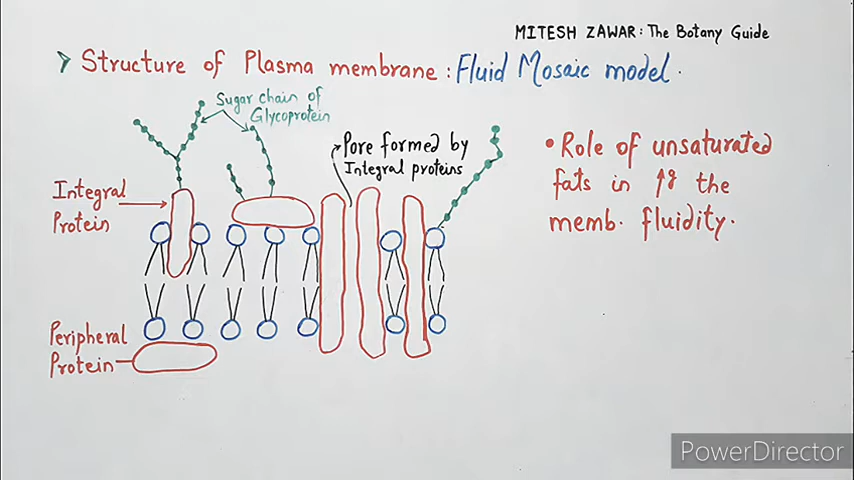 MITESH ZAWAR: The Botany Guide
Structure of Plasma membrane: Fluid Mosaic model.
Sugar chain of
Glycoprotein
Pore formed by
Integral proteins
Integral
Protein
• Role of unsaturated
fats in ↑g the
memb. fluidity.
Peripheral
Protein
PowerDirector